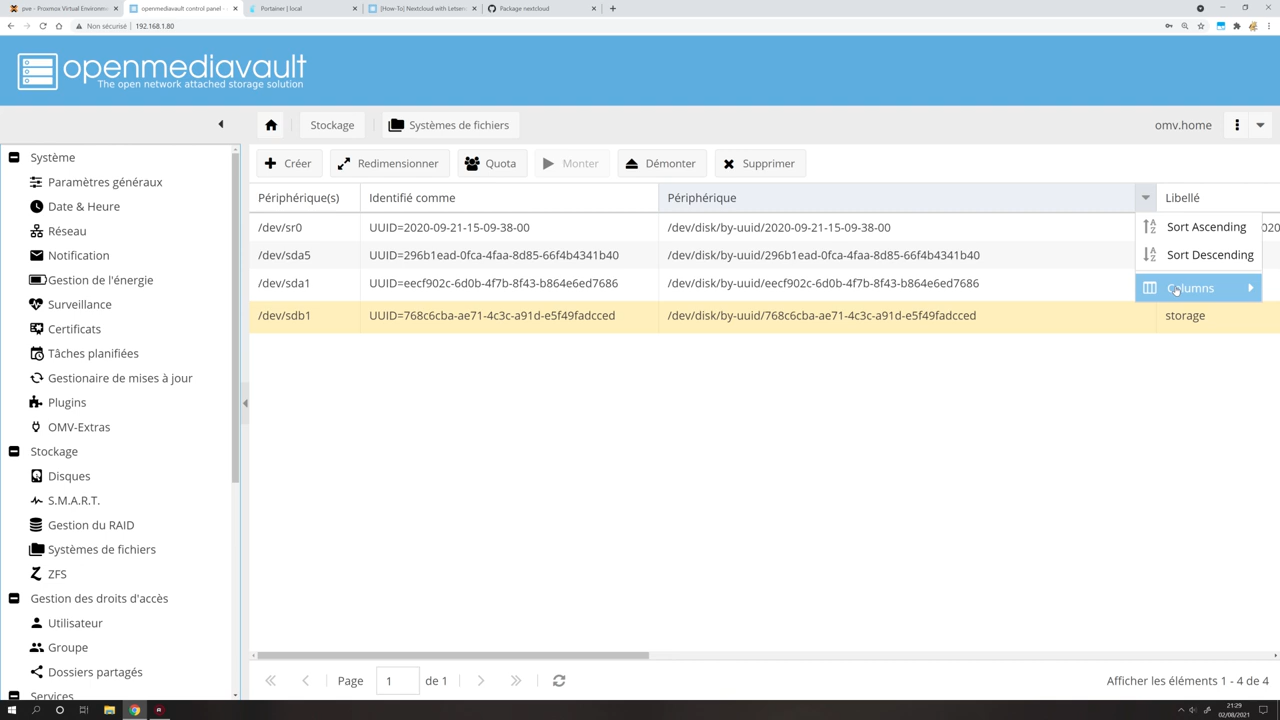 pve - Proxmox Virtual Environm
openmediavault control panel -
Portainer | local
[How-To] Nextcloud with Letsen
Package nextcloud
Non sécurisé
192.168.1.80
openmediavault
The open network attached storage solution
Stockage
Systèmes de fichiers
omv.home
Système
Paramètres généraux
Date & Heure
Réseau
Notification
Gestion de l'énergie
Surveillance
Certificats
Tâches planifiées
Gestionaire de mises à jour
Plugins
OMV-Extras
Stockage
Disques
S.M.A.R.T.
Gestion du RAID
Systèmes de fichiers
ZFS
Gestion des droits d'accès
Utilisateur
Groupe
Dossiers partagés
Services
Créer
Redimensionner
Quota
Monter
Démonter
Supprimer
Périphérique(s) Identifié comme Périphérique Libellé
/dev/sr0 UUID=2020-09-21-15-09-38-00 /dev/disk/by-uuid/2020-09-21-15-09-38-00 020
/dev/sda5 UUID=296b1ead-0fca-4faa-8d85-66f4b4341b40 /dev/disk/by-uuid/296b1ead-0fca-4faa-8d85-66f4b4341b40
/dev/sda1 UUID=eecf902c-6d0b-4f7b-8f43-b864e6ed7686 /dev/disk/by-uuid/eecf902c-6d0b-4f7b-8f43-b864e6ed7686
/dev/sdb1 UUID=768c6cba-ae71-4c3c-a91d-e5f49fadcced /dev/disk/by-uuid/768c6cba-ae71-4c3c-a91d-e5f49fadcced storage
Sort Ascending
Sort Descending
Columns
Page 1 de 1
Afficher les éléments 1 - 4 de 4
21:29
02/08/2021